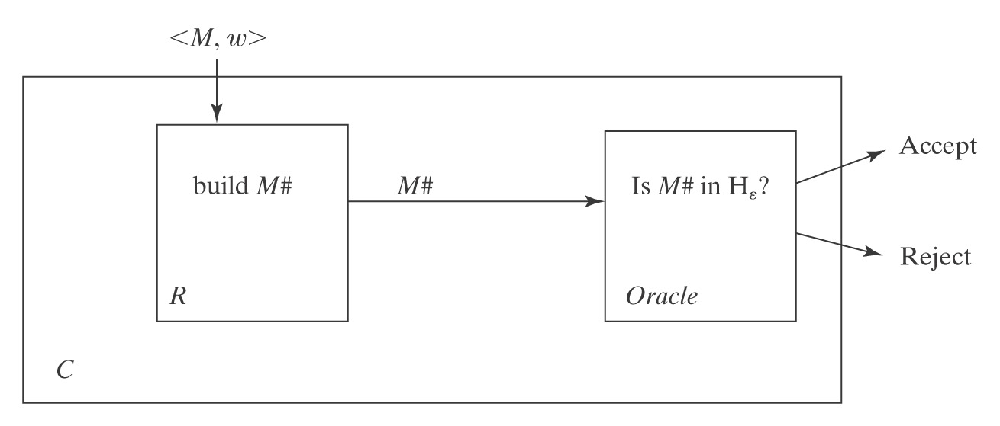 <M, w>
build M#
M#
Is M# in Hε?
Accept
Reject
R
Oracle
C